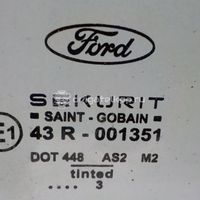 Ford
SEKURIT
SAINT - GOBAIN
E1 43 R - 001351
DOT 448 AS2 M2
tinted
.... 3